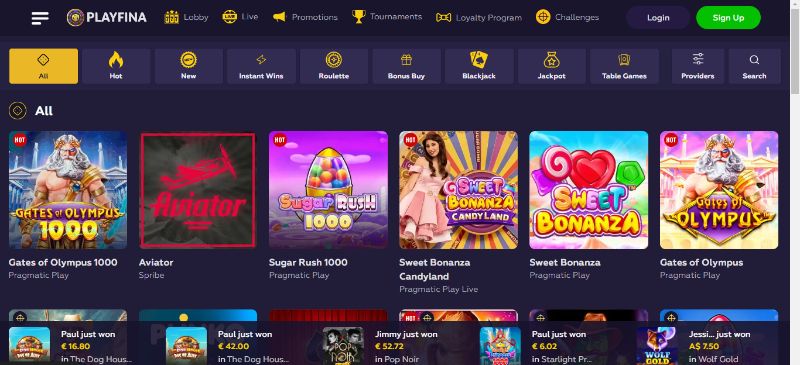 PLAYFINA
Lobby
Live
Promotions
Tournaments
Loyalty Program
Challenges
Login
Sign Up
All
Hot
New
Instant Wins
Roulette
Bonus Buy
Blackjack
Jackpot
Table Games
Providers
Search
All
GATES OF OLYMPUS
1000
Aviator
HOT
Sugar Rush
1000
HOT
SWEET
BONANZA
CANDYLAND
SWEET
BONANZA
HOT
GATES OF
OLYMPUS
Gates of Olympus 1000
Pragmatic Play
Aviator
Spribe
Sugar Rush 1000
Pragmatic Play
Sweet Bonanza
Candyland
Pragmatic Play Live
Sweet Bonanza
Pragmatic Play
Gates of Olympus
Pragmatic Play
HOT
Paul just won
€ 16.80
in The Dog Hous...
Paul just won
€ 42.00
in The Dog Hous...
POP
NOIR
Jimmy just won
€ 52.72
in Pop Noir
Paul just won
€ 6.02
in Starlight Pr...
WOLF
GOLD
Jessi... just won
A$ 7.50
in Wolf Gold